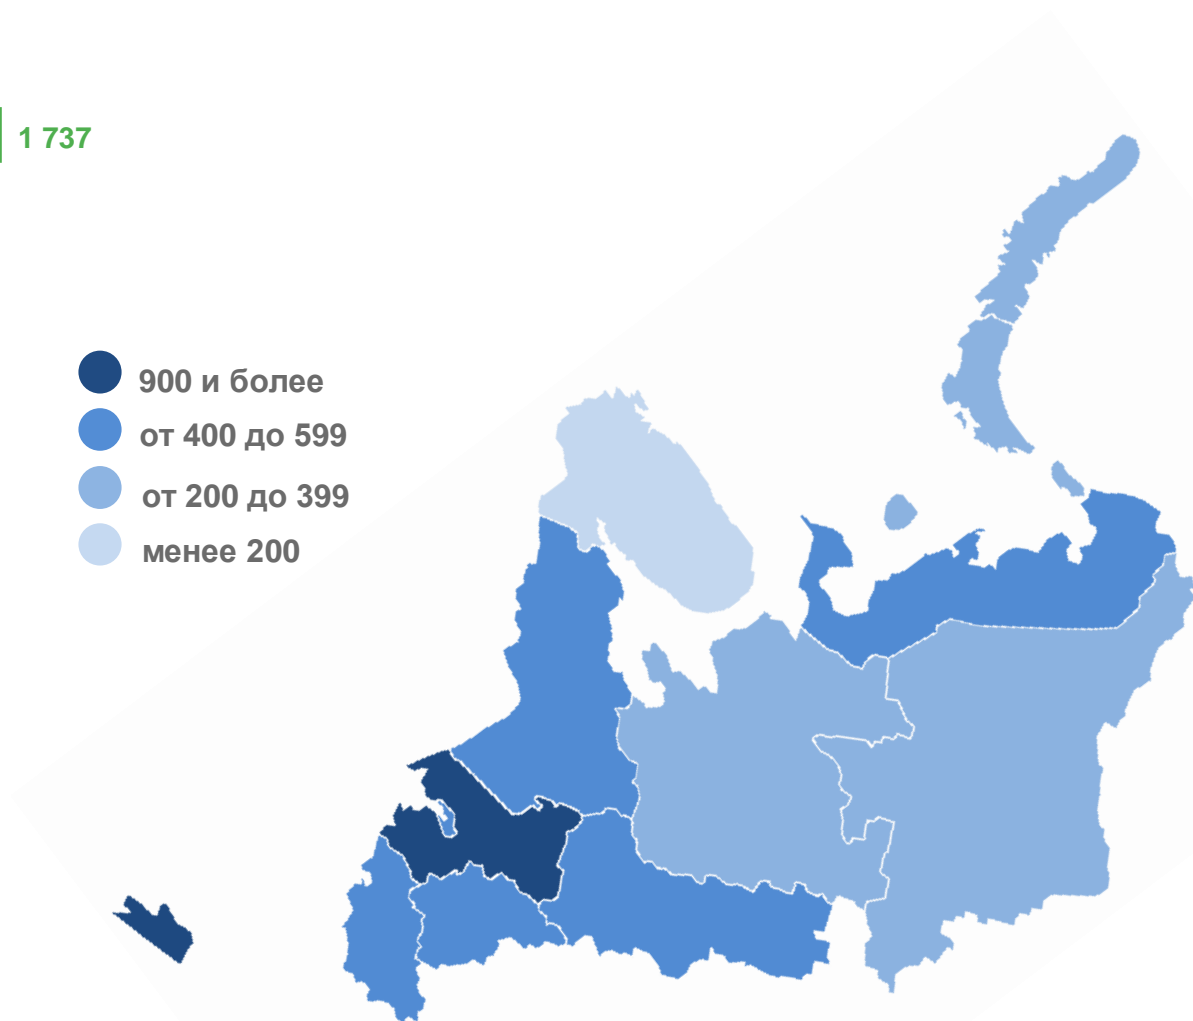 1 737
900 и более
от 400 до 599
от 200 до 399
менее 200